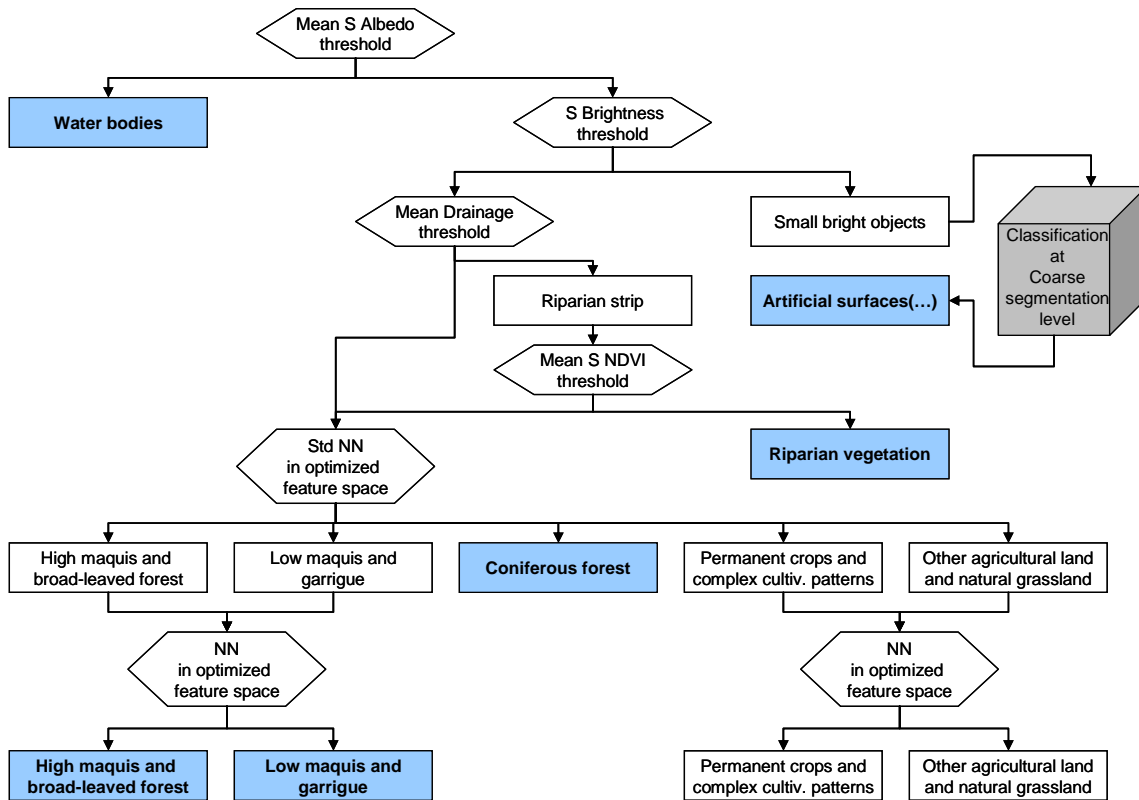 Mean S Albedo
threshold
Water bodies
S Brightness
threshold
Mean Drainage
threshold
Small bright objects
Classification
at
Coarse
segmentation
level
Riparian strip
Artificial surfaces(…)
Mean S NDVI
threshold
Std NN
in optimized
feature space
Riparian vegetation
High maquis and
broad-leaved forest
Low maquis and
garrigue
Coniferous forest
Permanent crops and
complex cultiv. patterns
Other agricultural land
and natural grassland
NN
in optimized
feature space
NN
in optimized
feature space
High maquis and
broad-leaved forest
Low maquis and
garrigue
Permanent crops and
complex cultiv. patterns
Other agricultural land
and natural grassland